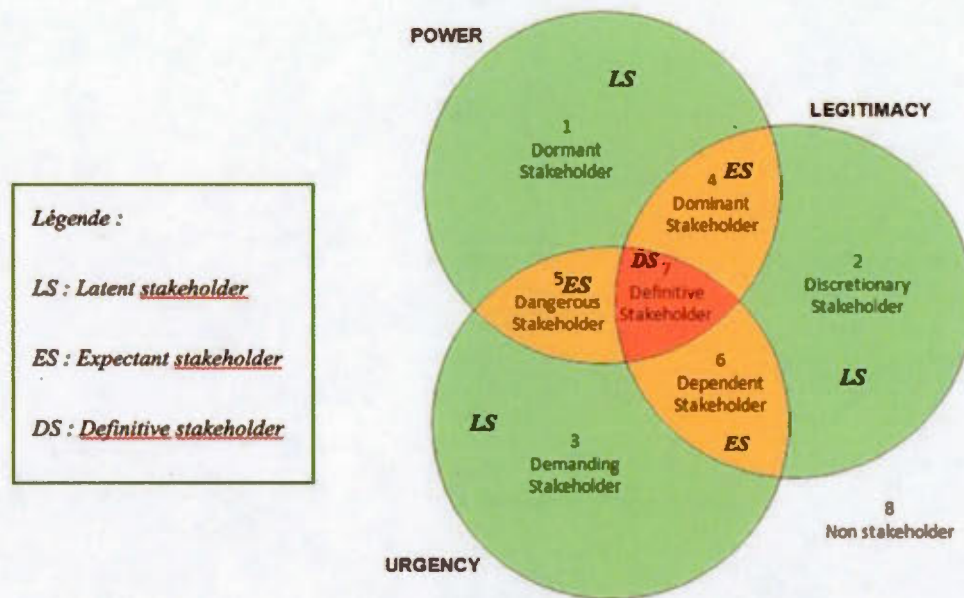 POWER
LS
LEGITIMACY
1
Dormant
Stakeholder
ES
4
Dominant
Stakeholder
Légende :
LS : Latent stakeholder
ES : Expectant stakeholder
DS : Definitive stakeholder
5 ES
Dangerous
Stakeholder
DS 7
Definitive
Stakeholder
2
Discretionary
Stakeholder
LS
6
Dependent
Stakeholder
ES
LS
3
Demanding
Stakeholder
8
Non stakeholder
URGENCY